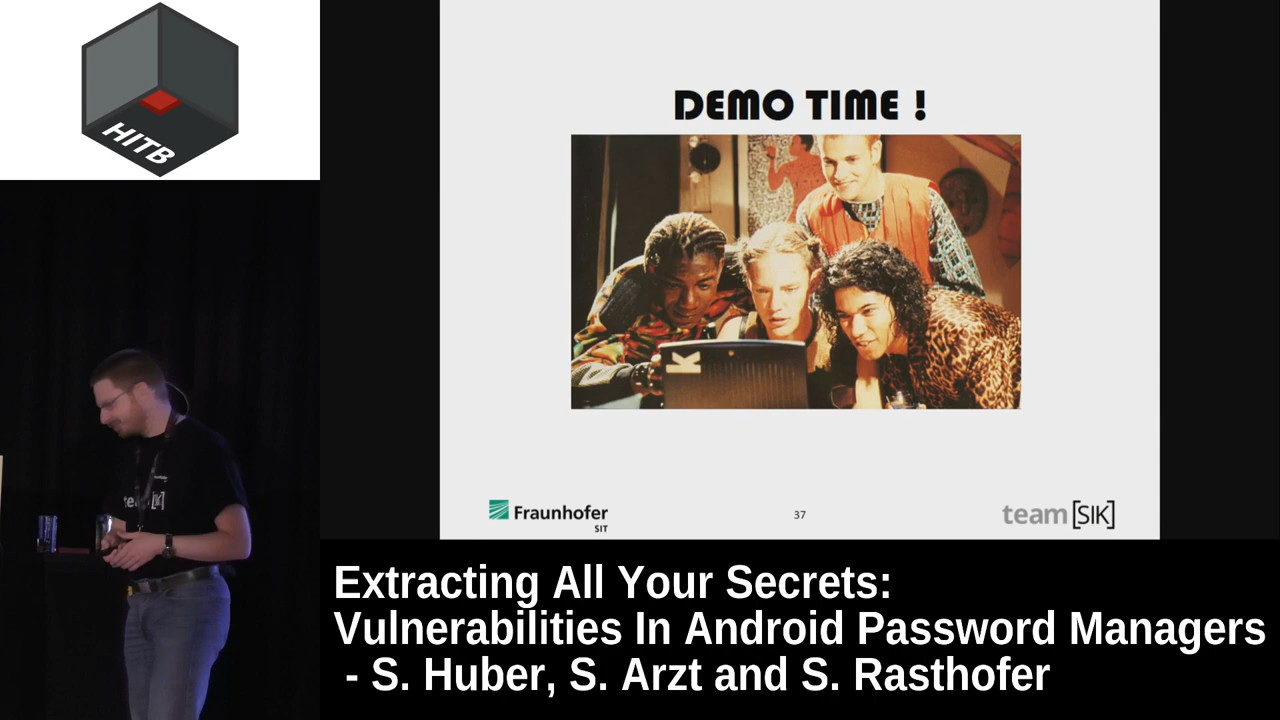 HITB
DEMO TIME !
K
Fraunhofer
SIT
37
team[SIK]
Extracting All Your Secrets:
Vulnerabilities In Android Password Managers
- S. Huber, S. Arzt and S. Rasthofer